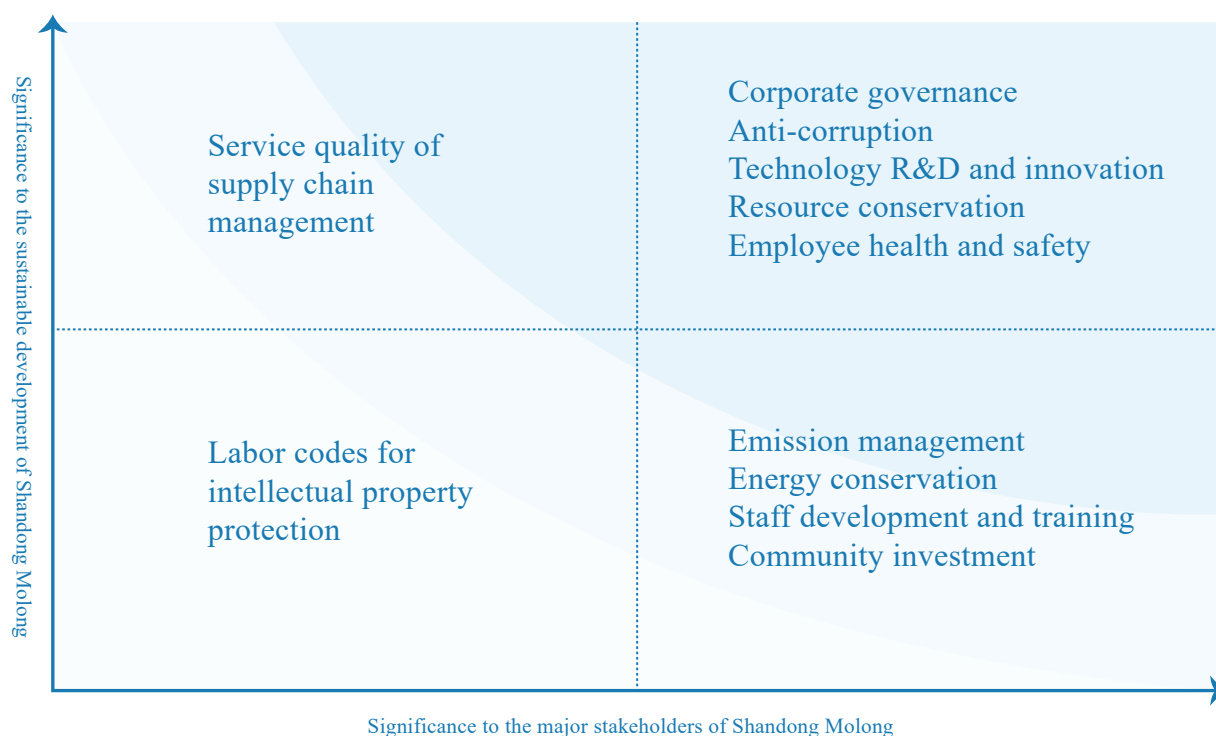 Significance to the sustainable development of Shandong Molong
Service quality of
supply chain
management
Corporate governance
Anti-corruption
Technology R&D and innovation
Resource conservation
Employee health and safety
Labor codes for
intellectual property
protection
Emission management
Energy conservation
Staff development and training
Community investment
Significance to the major stakeholders of Shandong Molong